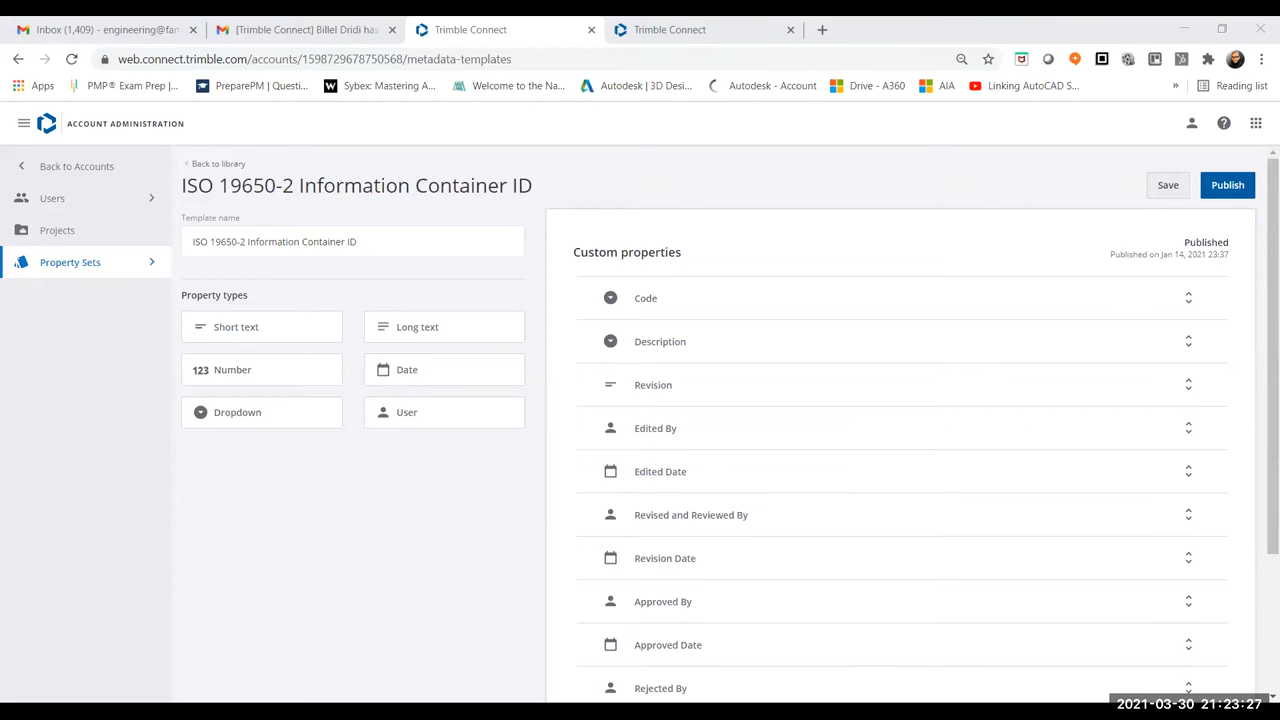 Inbox (1,409) - engineering@fam
[Trimble Connect] Billel Dridi has
Trimble Connect
Trimble Connect
web.connect.trimble.com/accounts/1598729678750568/metadata-templates
Apps
PMP® Exam Prep |...
PreparePM | Questi...
Sybex: Mastering A...
Welcome to the Na...
Autodesk | 3D Desi...
Autodesk - Account
Drive - A360
AIA
Linking AutoCAD S...
»
Reading list
ACCOUNT ADMINISTRATION
Back to Accounts
Users
Projects
Property Sets
Back to library
ISO 19650-2 Information Container ID
Save
Publish
Template name
ISO 19650-2 Information Container ID
Property types
Short text
Long text
123 Number
Date
Dropdown
User
Custom properties
Published
Published on Jan 14, 2021 23:37
Code
Description
Revision
Edited By
Edited Date
Revised and Reviewed By
Revision Date
Approved By
Approved Date
Rejected By
2021-03-30 21:23:27